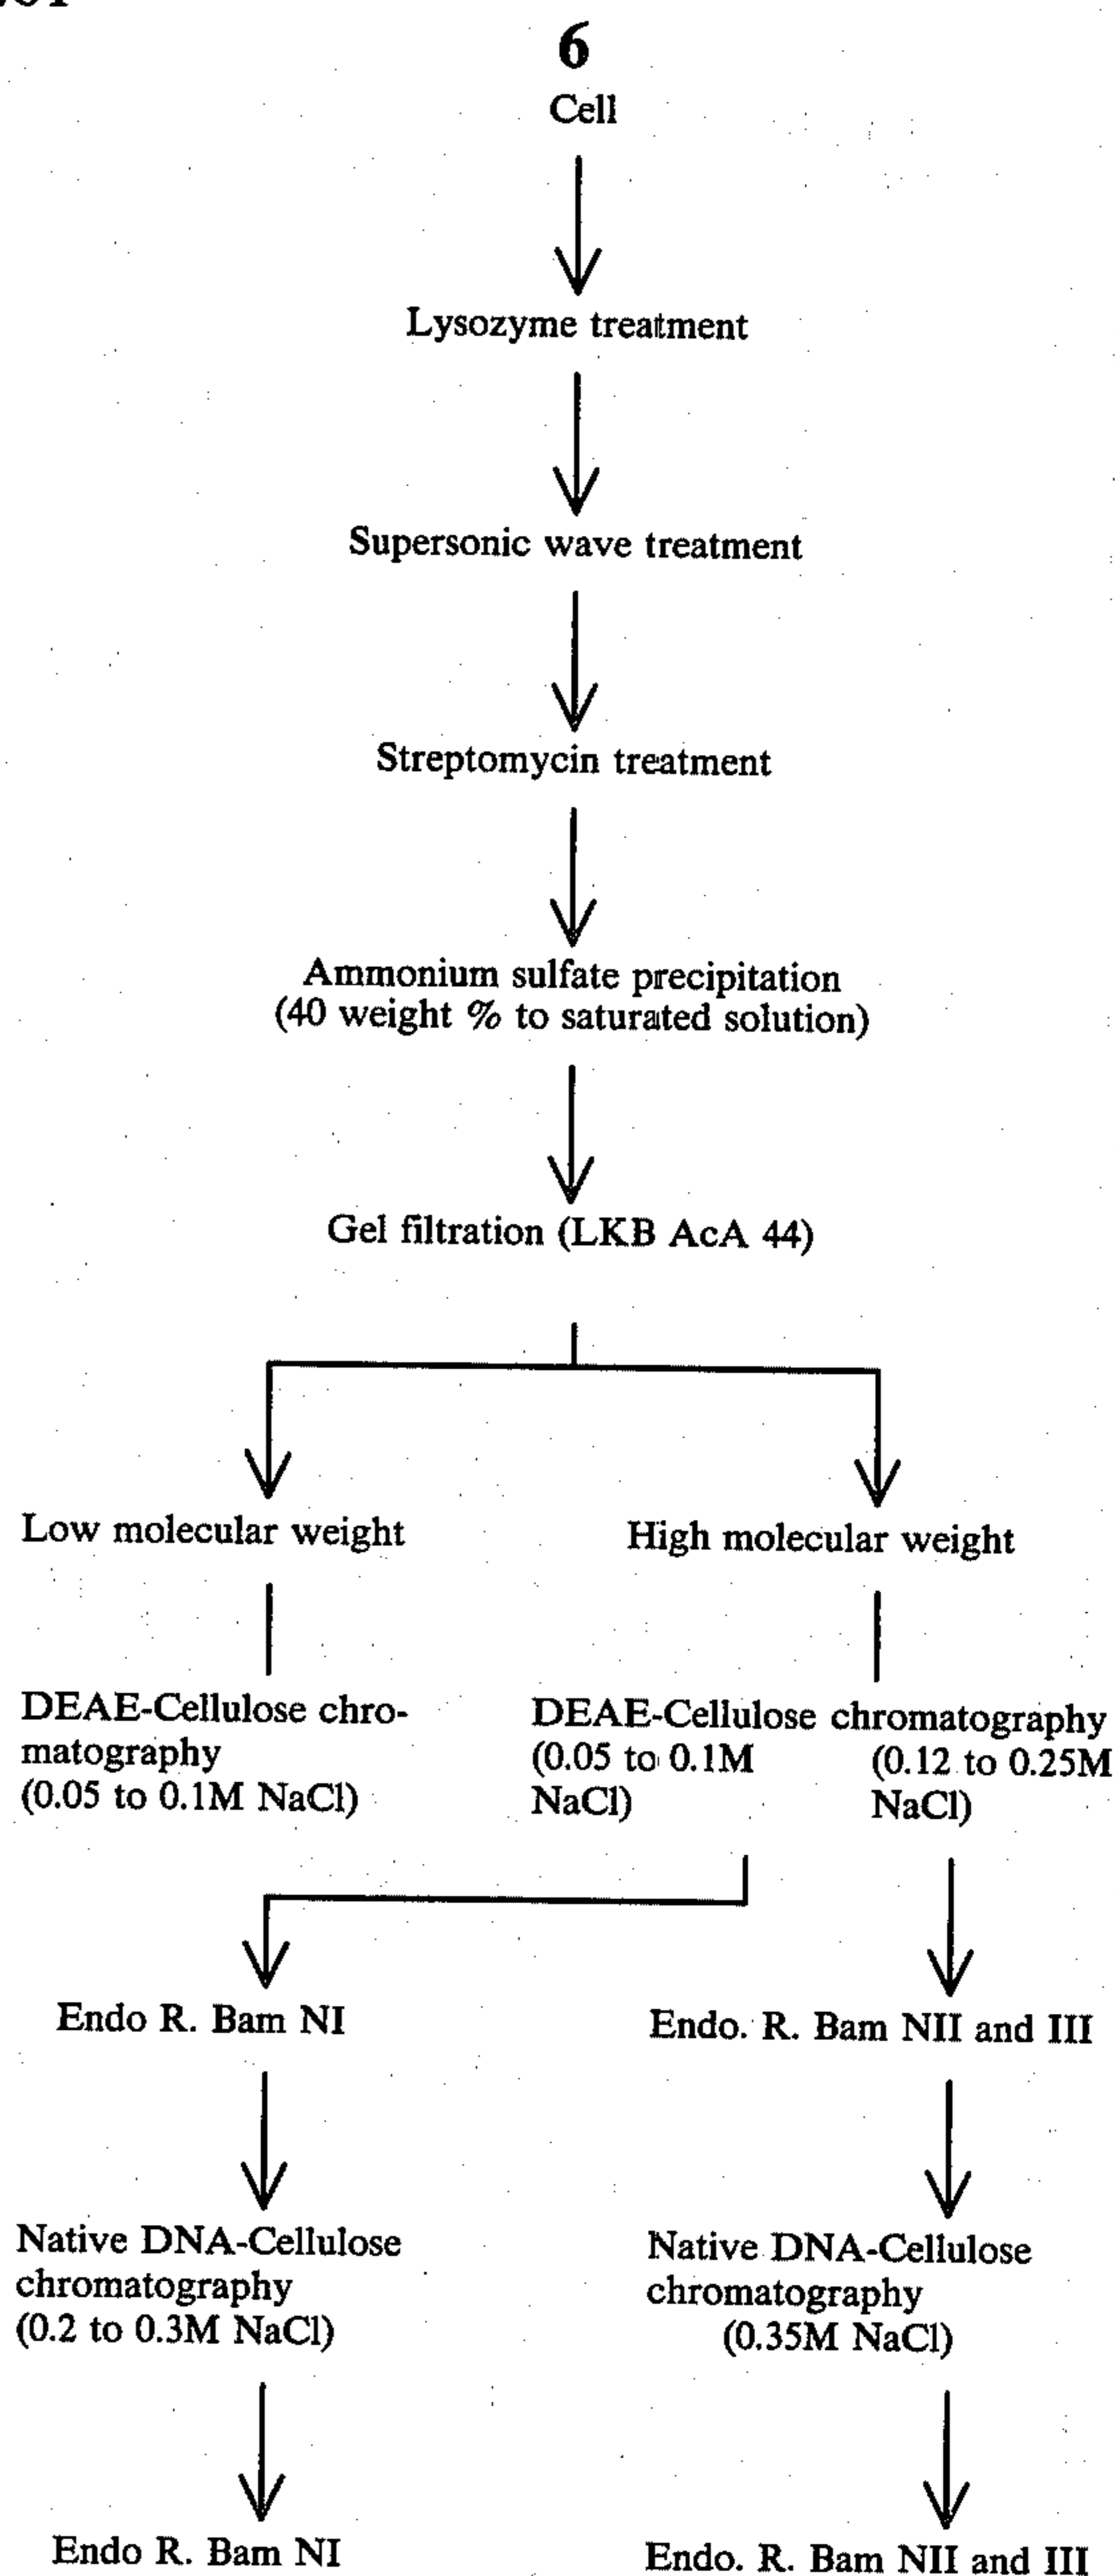 6
Cell
Lysozyme treatment
Supersonic wave treatment
Streptomycin treatment
Ammonium sulfate precipitation
(40 weight % to saturated solution)
Gel filtration (LKB AcA 44)
Low molecular weight
High molecular weight
DEAE-Cellulose chro-
matography
(0.05 to 0.1M NaCl)
DEAE-Cellulose chromatography
(0.05 to 0.1M
NaCl)
(0.12 to 0.25M
NaCl)
Endo R. Bam NI
Endo. R. Bam NII and III
Native DNA-Cellulose
chromatography
(0.2 to 0.3M NaCl)
Native DNA-Cellulose
chromatography
(0.35M NaCl)
Endo R. Bam NI
Endo. R. Bam NII and III